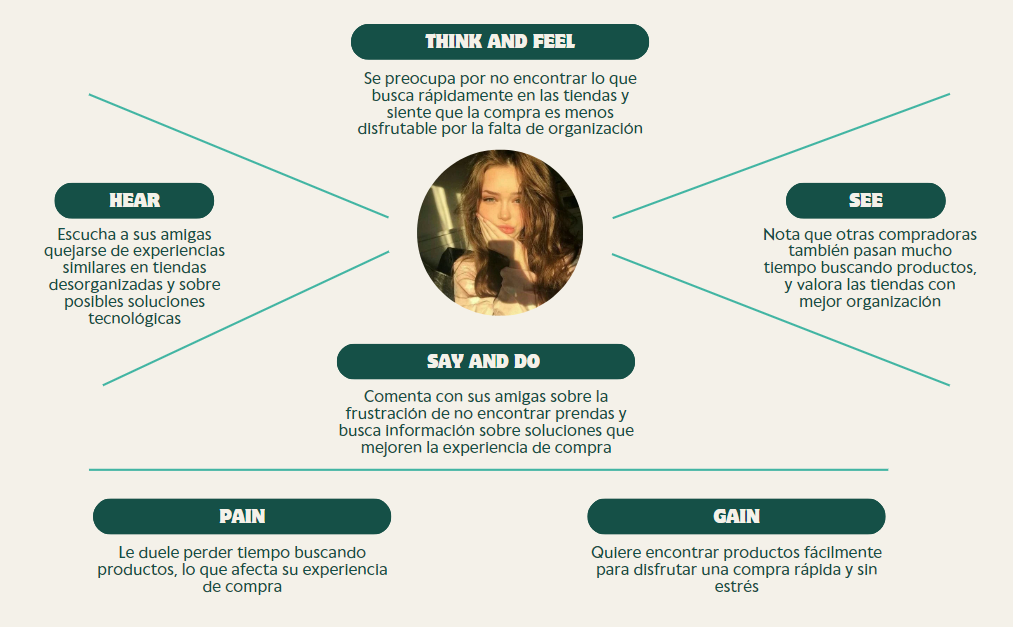 THINK AND FEEL
Se preocupa por no encontrar lo que
busca rápidamente en las tiendas y
siente que la compra es menos
disfrutable por la falta de organización
HEAR
Escucha a sus amigas
quejarse de experiencias
similares en tiendas
desorganizadas y sobre
posibles soluciones
tecnológicas
SEE
Nota que otras compradoras
también pasan mucho
tiempo buscando productos,
y valora las tiendas con
mejor organización
SAY AND DO
Comenta con sus amigas sobre la
frustración de no encontrar prendas y
busca información sobre soluciones que
mejoren la experiencia de compra
PAIN
Le duele perder tiempo buscando
productos, lo que afecta su experiencia
de compra
GAIN
Quiere encontrar productos fácilmente
para disfrutar una compra rápida y sin
estrés